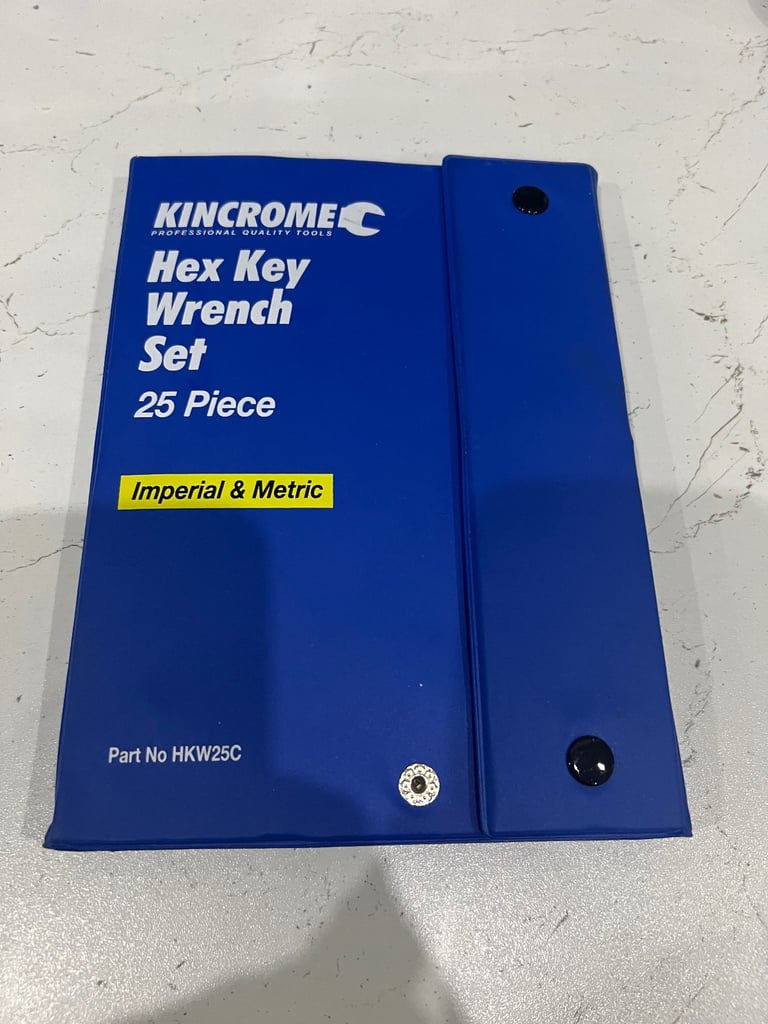 KINCROME
PROFESSIONAL QUALITY TOOLS
Hex Key
Wrench
Set
25 Piece
Imperial & Metric
Part No HKW25C